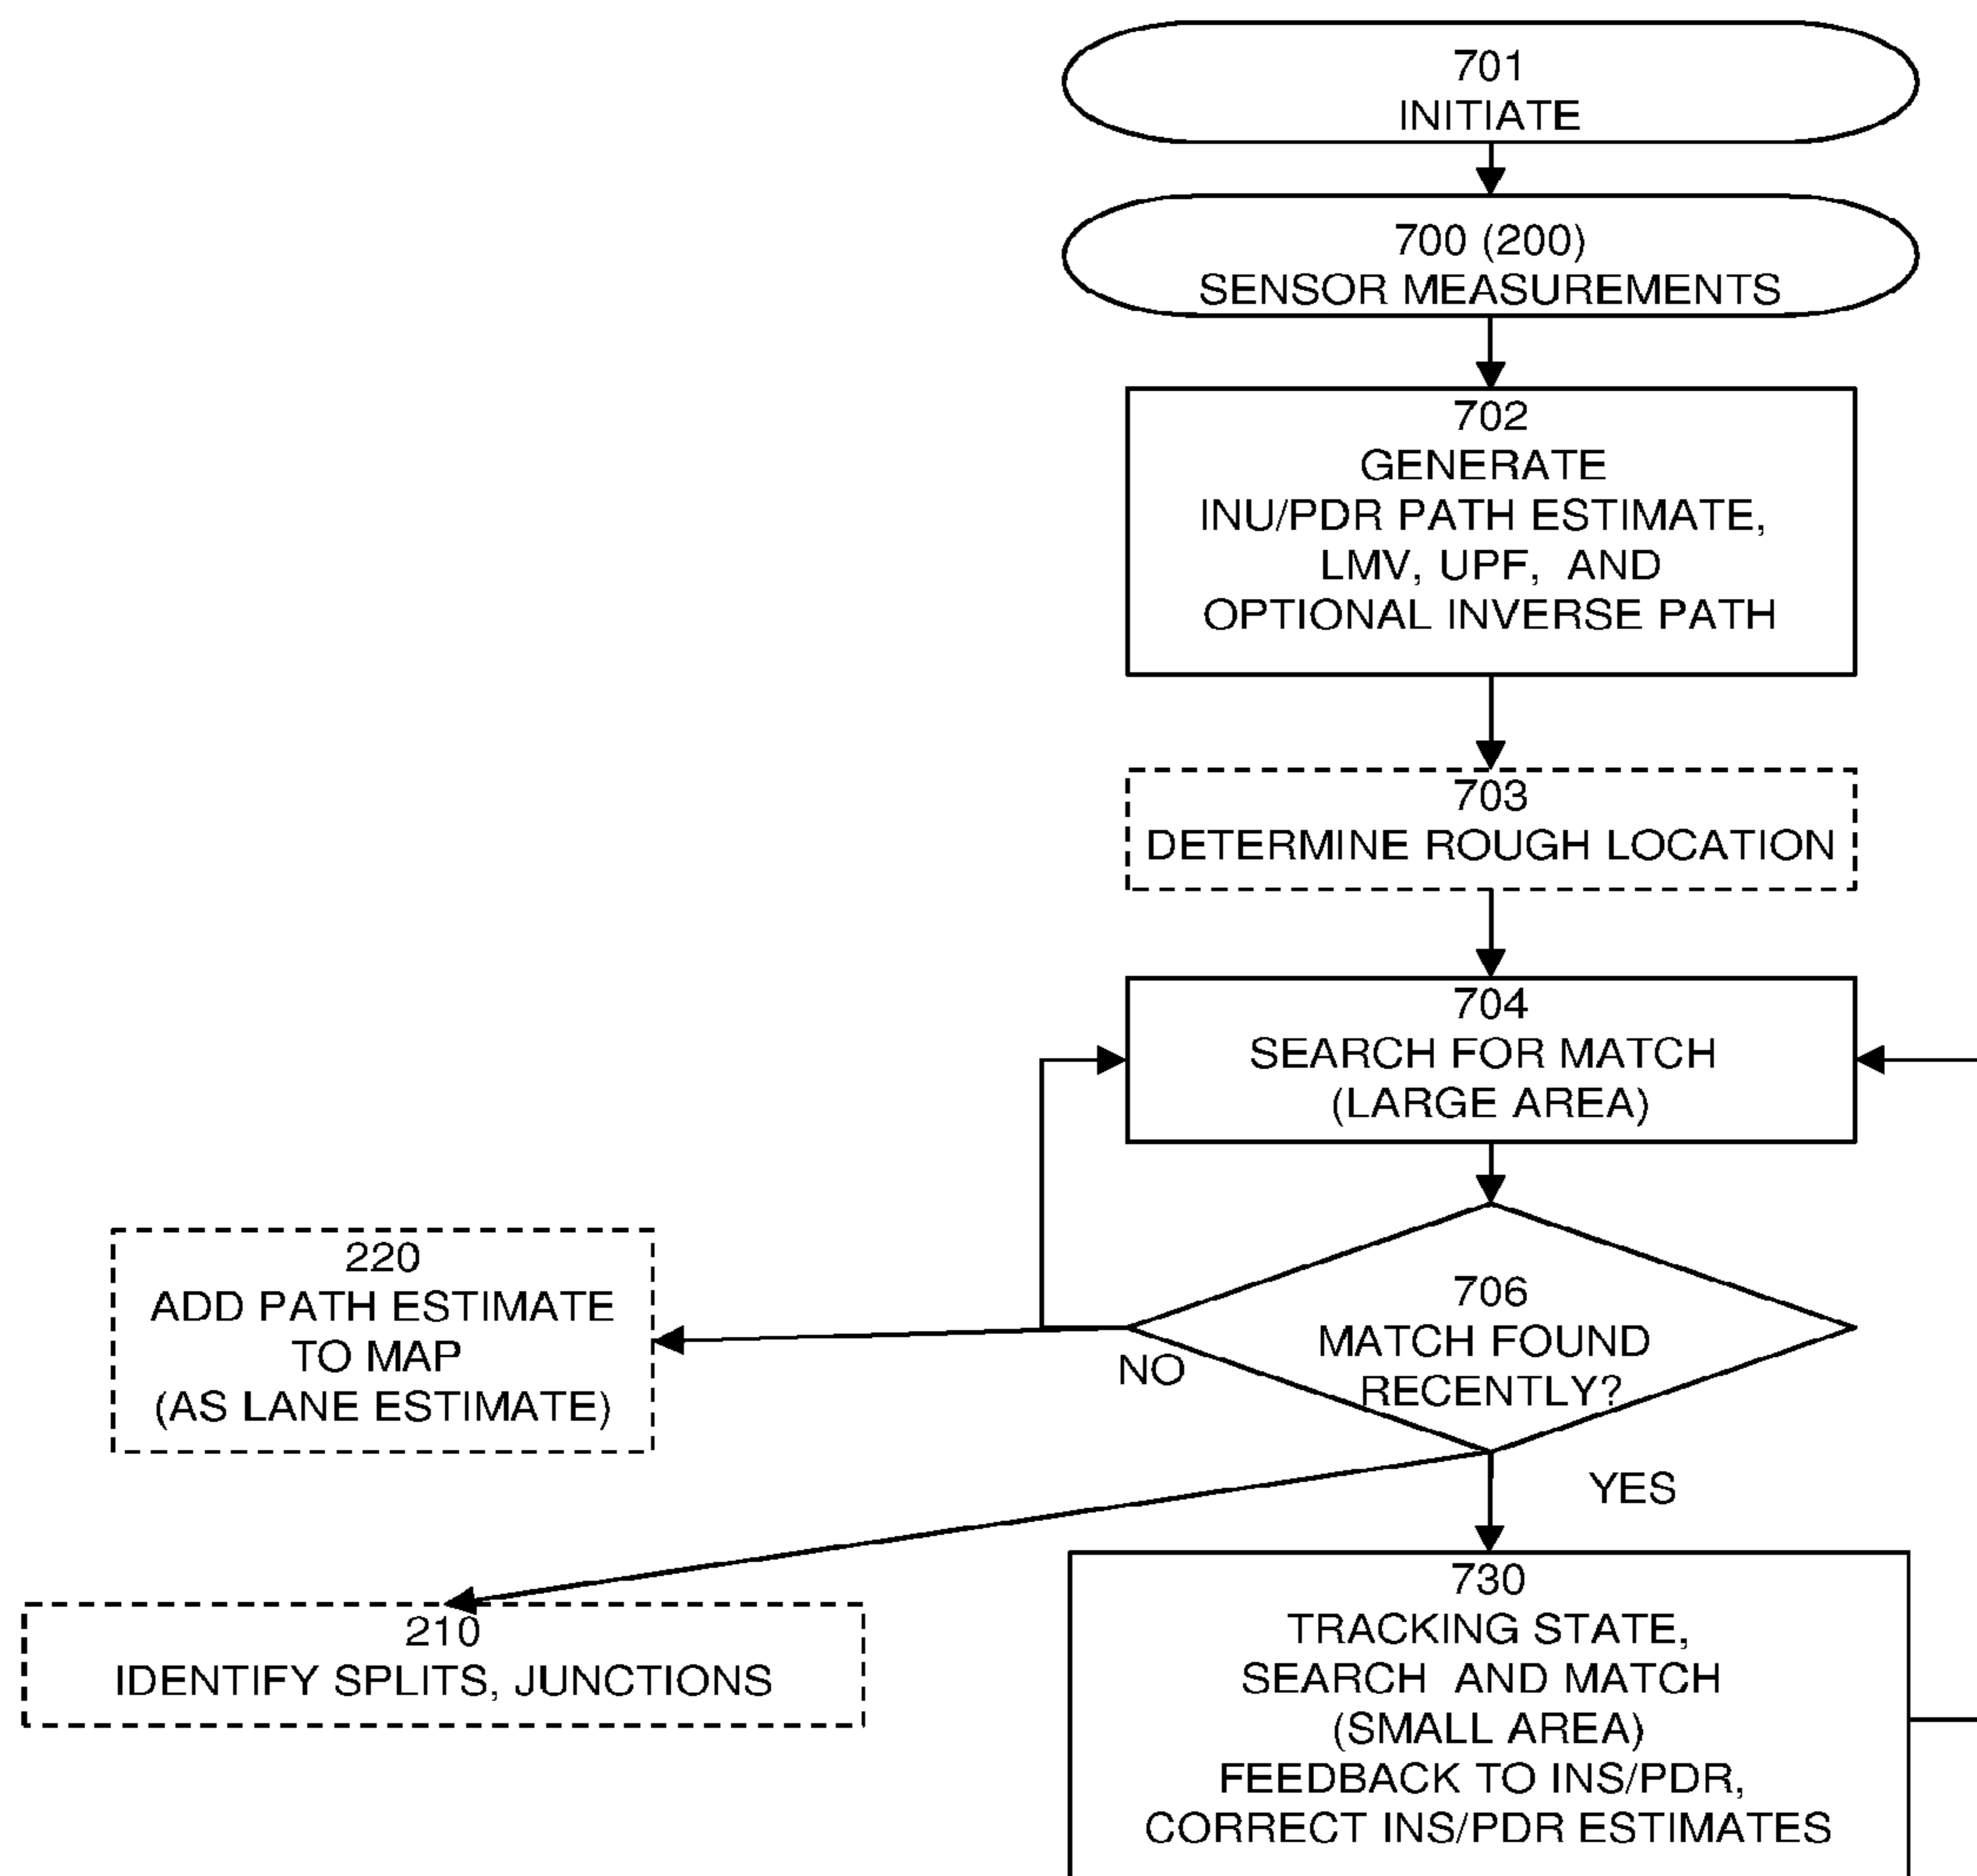 701
INITIATE
700 (200)
SENSOR MEASUREMENTS
702
GENERATE
INU/PDR PATH ESTIMATE,
LMV, UPF, AND
OPTIONAL INVERSE PATH
703
DETERMINE ROUGH LOCATION
704
SEARCH FOR MATCH
(LARGE AREA)
706
MATCH FOUND
RECENTLY?
NO
220
ADD PATH ESTIMATE
TO MAP
(AS LANE ESTIMATE)
YES
210
IDENTIFY SPLITS, JUNCTIONS
730
TRACKING STATE,
SEARCH AND MATCH
(SMALL AREA)
FEEDBACK TO INS/PDR,
CORRECT INS/PDR ESTIMATES